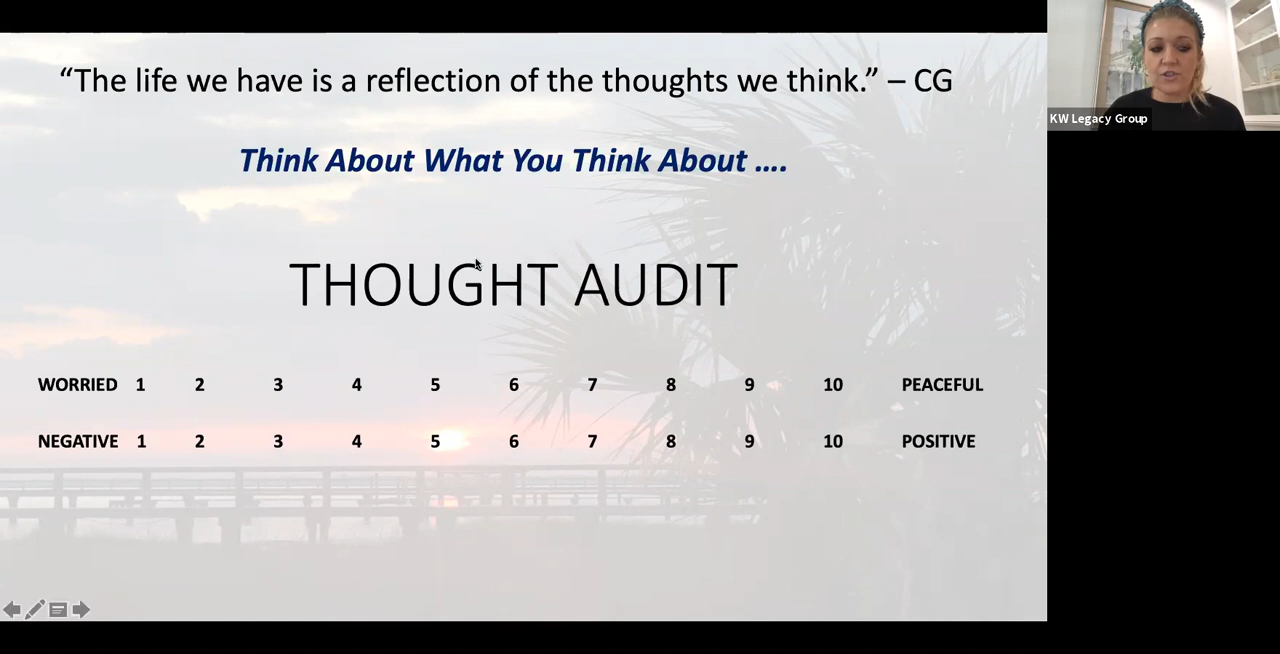 “The life we have is a reflection of the thoughts we think.” – CG
Think About What You Think About ....
THOUGHT AUDIT
WORRIED 1 2 3 4 5 6 7 8 9 10 PEACEFUL
NEGATIVE 1 2 3 4 5 6 7 8 9 10 POSITIVE
KW Legacy Group